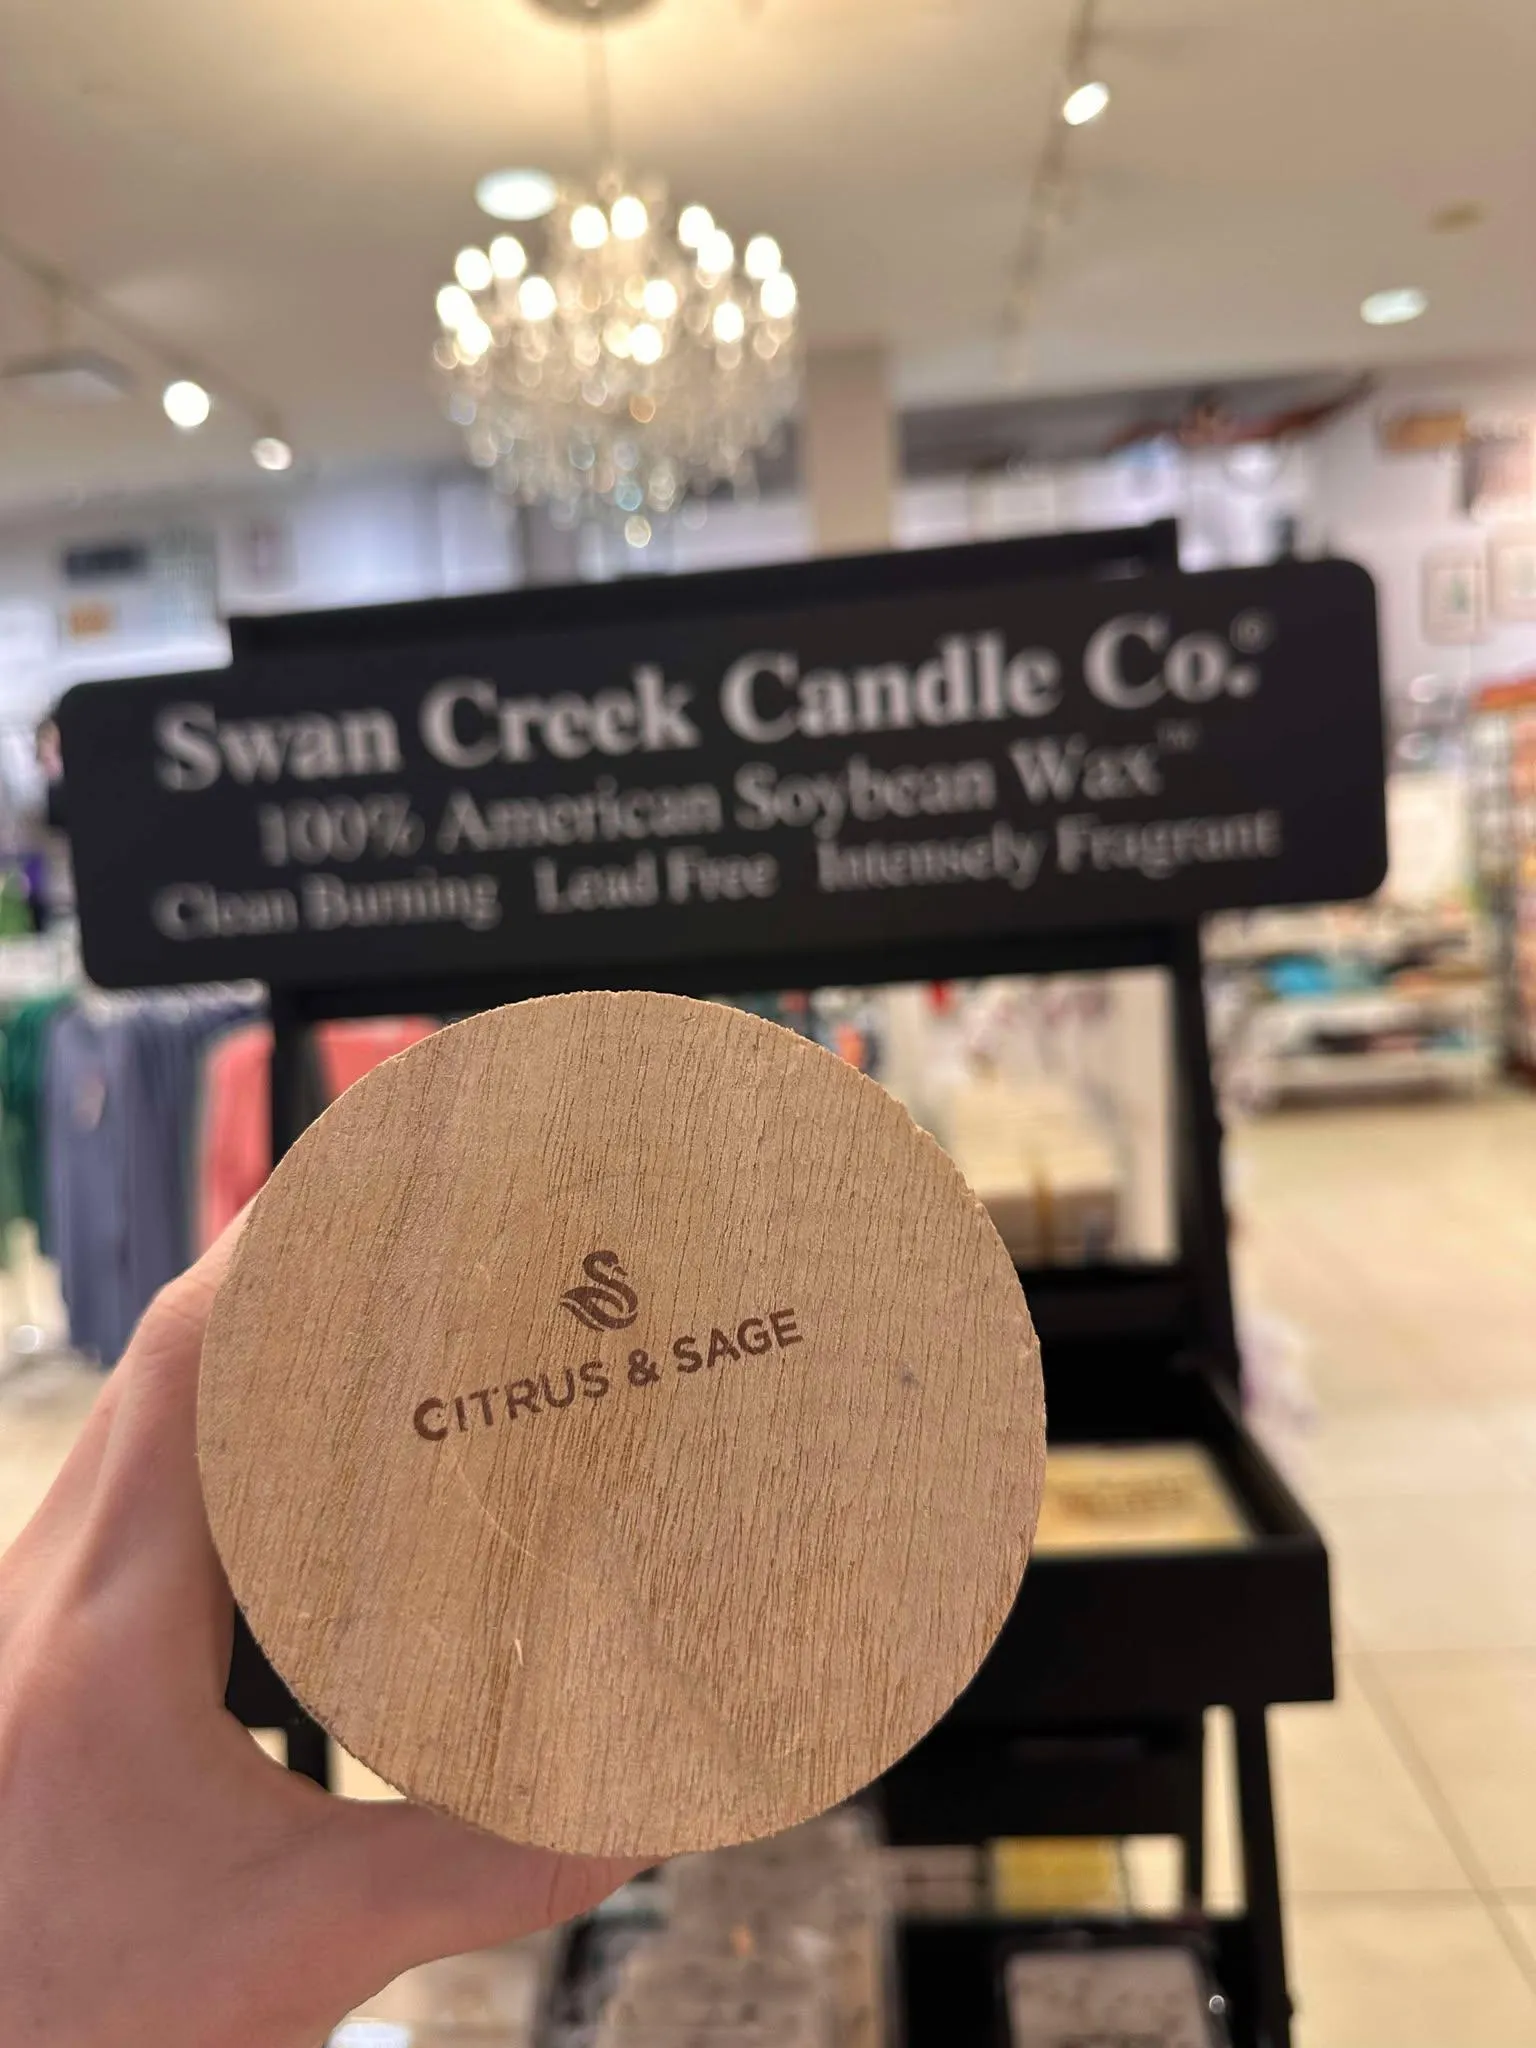 Swan Creek Candle Co.®
100% American Soybean Wax™
Clean Burning Lead Free Intensely Fragrant
CITRUS & SAGE